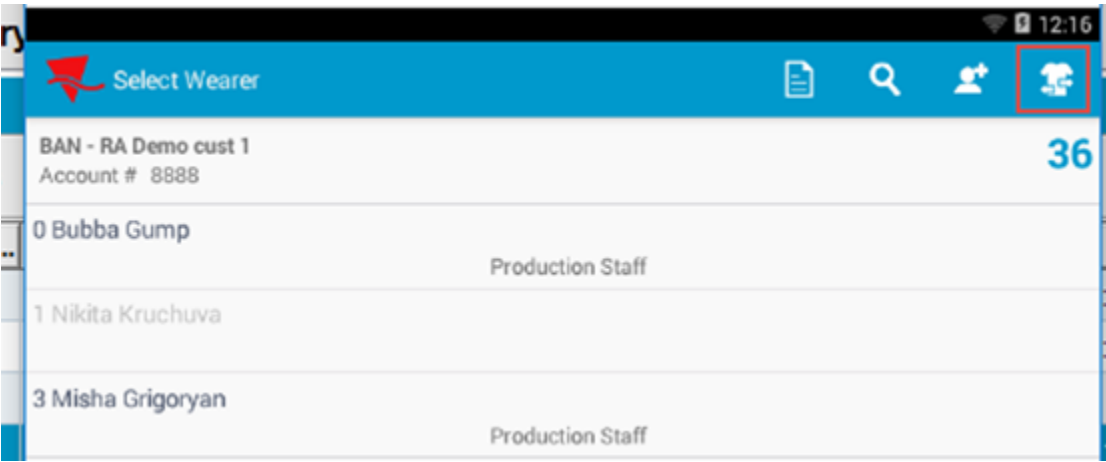 ry
12:16
Select Wearer
BAN - RA Demo cust 1
Account # 8888
36
0 Bubba Gump
Production Staff
..
1 Nikita Kruchuva
3 Misha Grigoryan
Production Staff